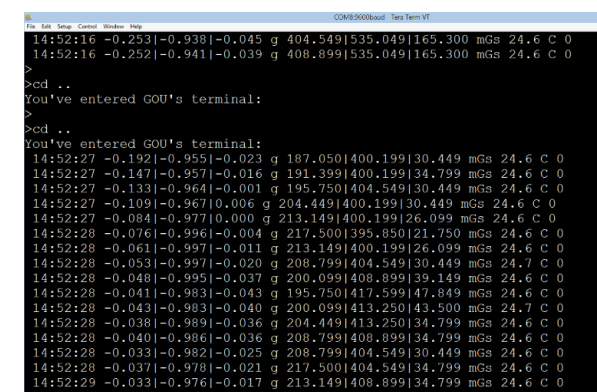 COM8:9600baud Tera Term VT
File Edit Setup Control Window Help
14:52:16 -0.253|-0.938|-0.045 g 404.549|535.049|165.300 mGs 24.6 C 0
14:52:16 -0.252|-0.941|-0.039 g 408.899|535.049|165.300 mGs 24.6 C 0
>
>cd ..
You've entered GOU's terminal:
>
>cd ..
You've entered GOU's terminal:
14:52:27 -0.192|-0.955|-0.023 g 187.050|400.199|30.449 mGs 24.6 C 0
14:52:27 -0.147|-0.957|-0.016 g 191.399|400.199|34.799 mGs 24.6 C 0
14:52:27 -0.133|-0.964|-0.001 g 195.750|404.549|30.449 mGs 24.6 C 0
14:52:27 -0.109|-0.967|0.006 g 204.449|400.199|30.449 mGs 24.6 C 0
14:52:27 -0.084|-0.977|0.000 g 213.149|400.199|26.099 mGs 24.6 C 0
14:52:28 -0.076|-0.996|-0.004 g 217.500|395.850|21.750 mGs 24.6 C 0
14:52:28 -0.061|-0.997|-0.011 g 213.149|400.199|26.099 mGs 24.6 C 0
14:52:28 -0.053|-0.997|-0.020 g 208.799|404.549|30.449 mGs 24.7 C 0
14:52:28 -0.048|-0.995|-0.037 g 200.099|408.899|39.149 mGs 24.6 C 0
14:52:28 -0.041|-0.983|-0.043 g 195.750|417.599|47.849 mGs 24.6 C 0
14:52:28 -0.043|-0.983|-0.040 g 200.099|413.250|43.500 mGs 24.7 C 0
14:52:28 -0.038|-0.989|-0.036 g 204.449|413.250|34.799 mGs 24.6 C 0
14:52:28 -0.040|-0.986|-0.036 g 208.799|408.899|34.799 mGs 24.6 C 0
14:52:28 -0.033|-0.982|-0.025 g 208.799|404.549|30.449 mGs 24.6 C 0
14:52:28 -0.037|-0.978|-0.021 g 217.500|404.549|34.799 mGs 24.6 C 0
14:52:29 -0.033|-0.976|-0.017 g 213.149|408.899|34.799 mGs 24.6 C 0